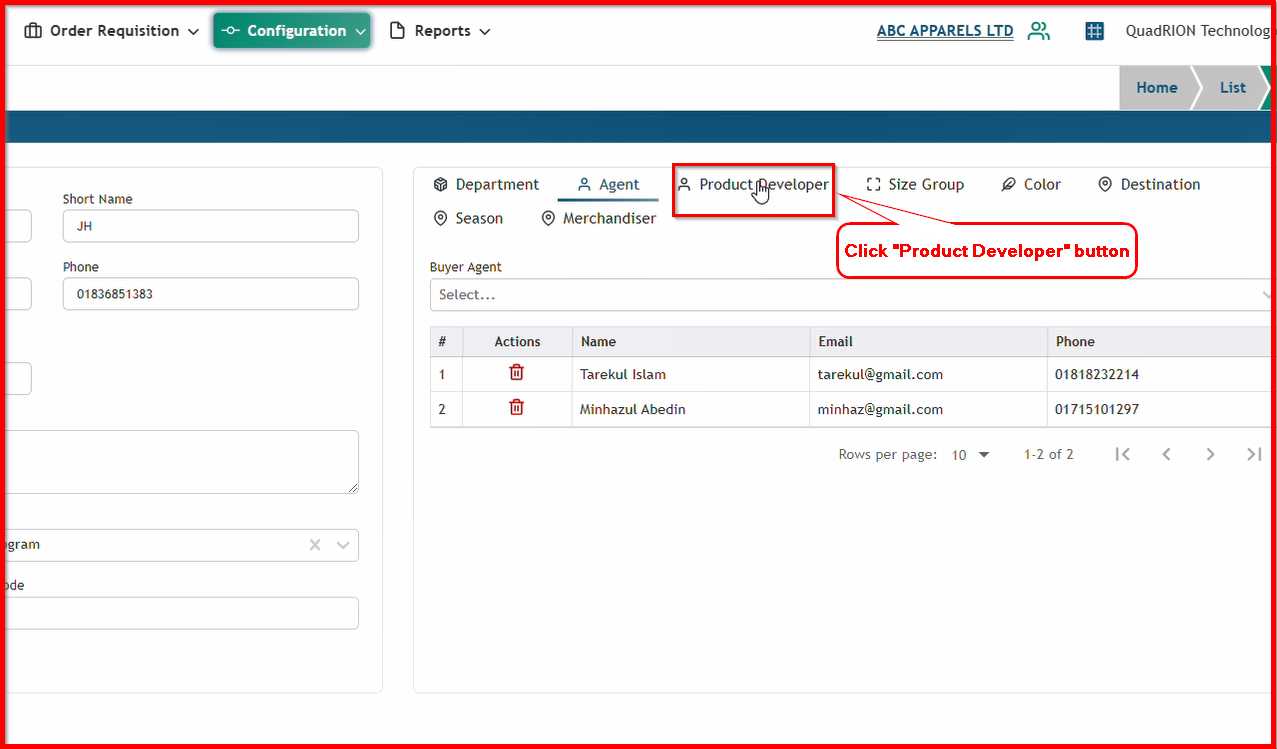 Order Requisition Configuration Reports ABC APPARELS LTD QuadRION Technolog
Home List
Department Agent Product Developer Size Group Color Destination
Season Merchandiser
Click "Product Developer" button
Short Name
JH
Phone
01836851383
ogram
ode
Buyer Agent
Select...
# Actions Name Email Phone
1 Tarekul Islam tarekul@gmail.com 01818232214
2 Minhazul Abedin minhaz@gmail.com 01715101297
Rows per page: 10 1-2 of 2